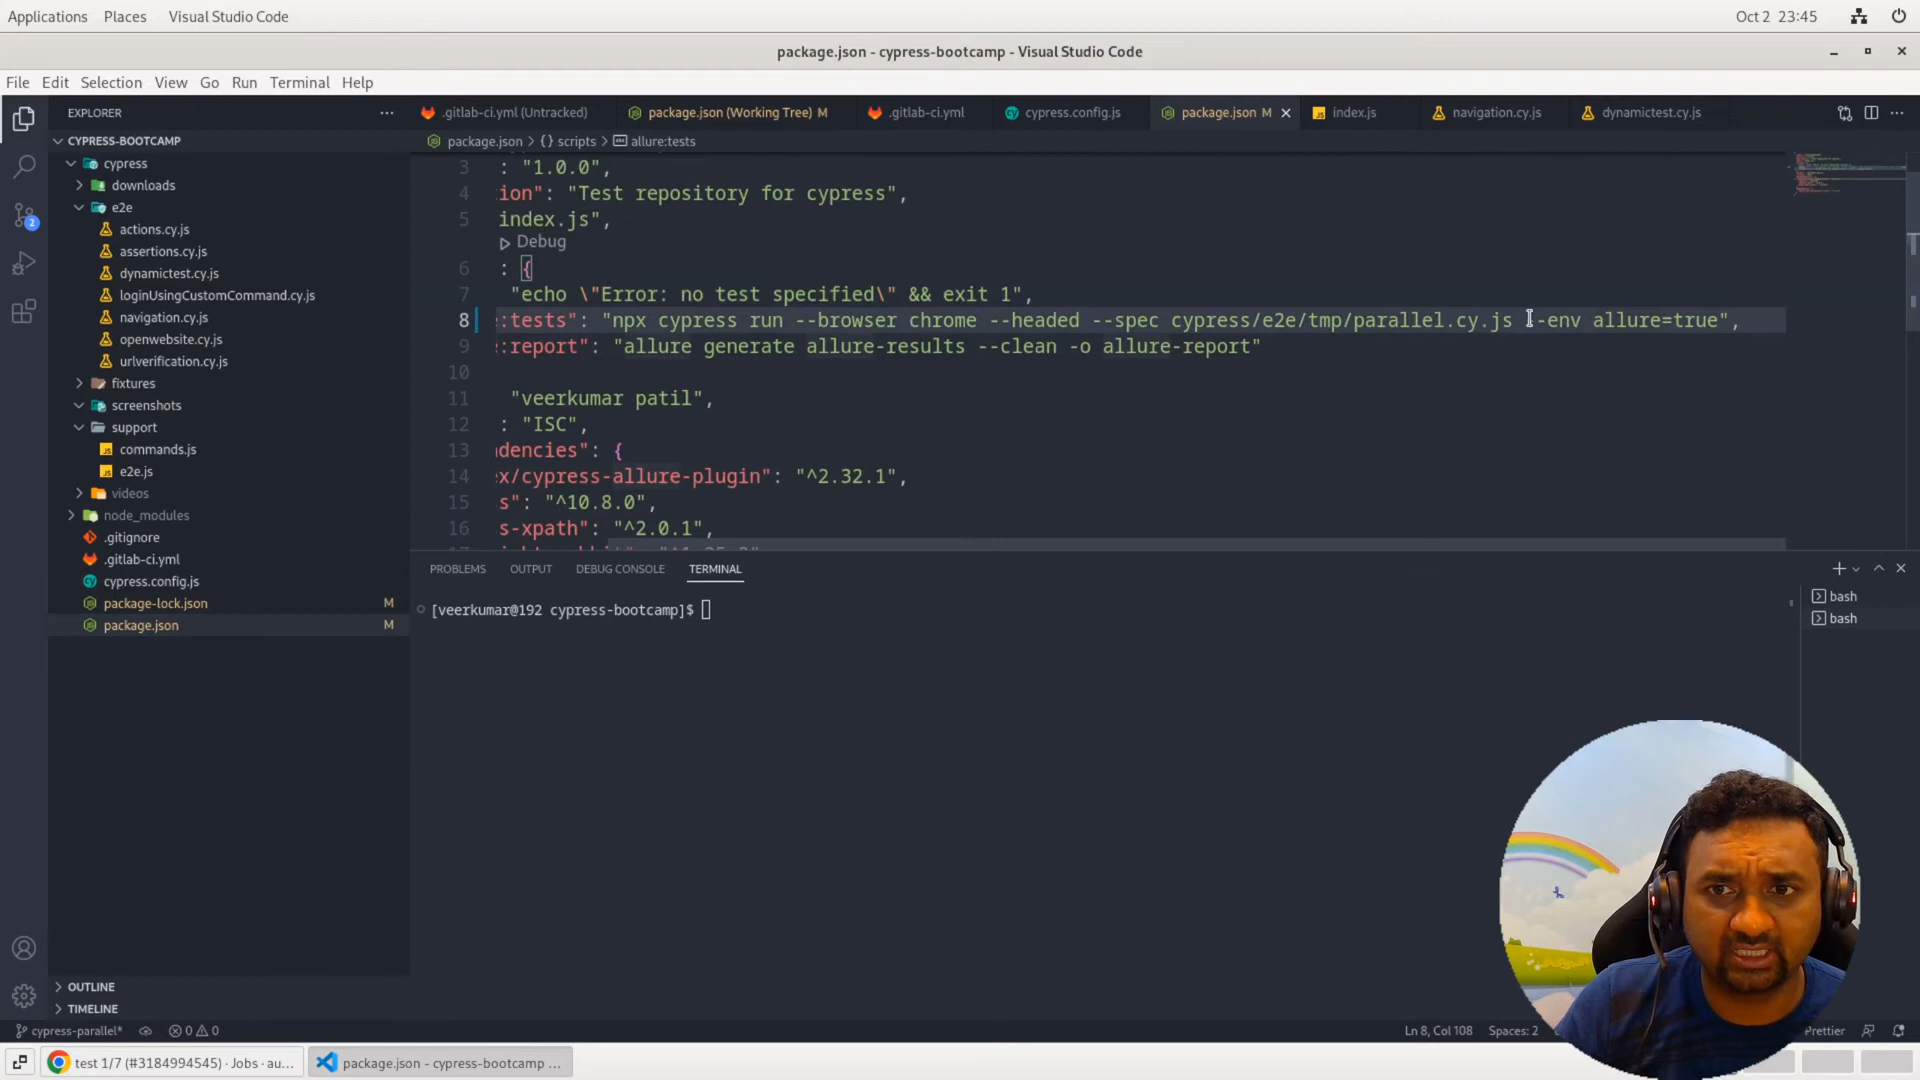 Applications Places Visual Studio Code Oct 2 23:45
package.json - cypress-bootcamp - Visual Studio Code
File Edit Selection View Go Run Terminal Help
EXPLORER
.gitlab-ci.yml (Untracked) package.json (Working Tree) M .gitlab-ci.yml cypress.config.js package.json M index.js navigation.cy.js dynamictest.cy.js
package.json > {} scripts > allure:tests
CYPRESS-BOOTCAMP
cypress
downloads
e2e
actions.cy.js
assertions.cy.js
dynamictest.cy.js
loginUsingCustomCommand.cy.js
navigation.cy.js
openwebsite.cy.js
urlverification.cy.js
fixtures
screenshots
support
commands.js
e2e.js
videos
node_modules
.gitignore
.gitlab-ci.yml
cypress.config.js
package-lock.json M
package.json M
OUTLINE
TIMELINE
3 : "1.0.0",
4 ion": "Test repository for cypress",
5 index.js",
Debug
6 : {
7 "echo \"Error: no test specified\" && exit 1",
8 :tests": "npx cypress run --browser chrome --headed --spec cypress/e2e/tmp/parallel.cy.js --env allure=true",
9 :report": "allure generate allure-results --clean -o allure-report"
10
11 "veerkumar patil",
12 : "ISC",
13 dencies": {
14 x/cypress-allure-plugin": "^2.32.1",
15 s": "^10.8.0",
16 s-xpath": "^2.0.1",
PROBLEMS OUTPUT DEBUG CONSOLE TERMINAL
[veerkumar@192 cypress-bootcamp]$
bash
bash
cypress-parallel* 0 0 Ln 8, Col 108 Spaces: 2 Prettier
test 1/7 (#3184994545) · Jobs · au... package.json - cypress-bootcamp ...